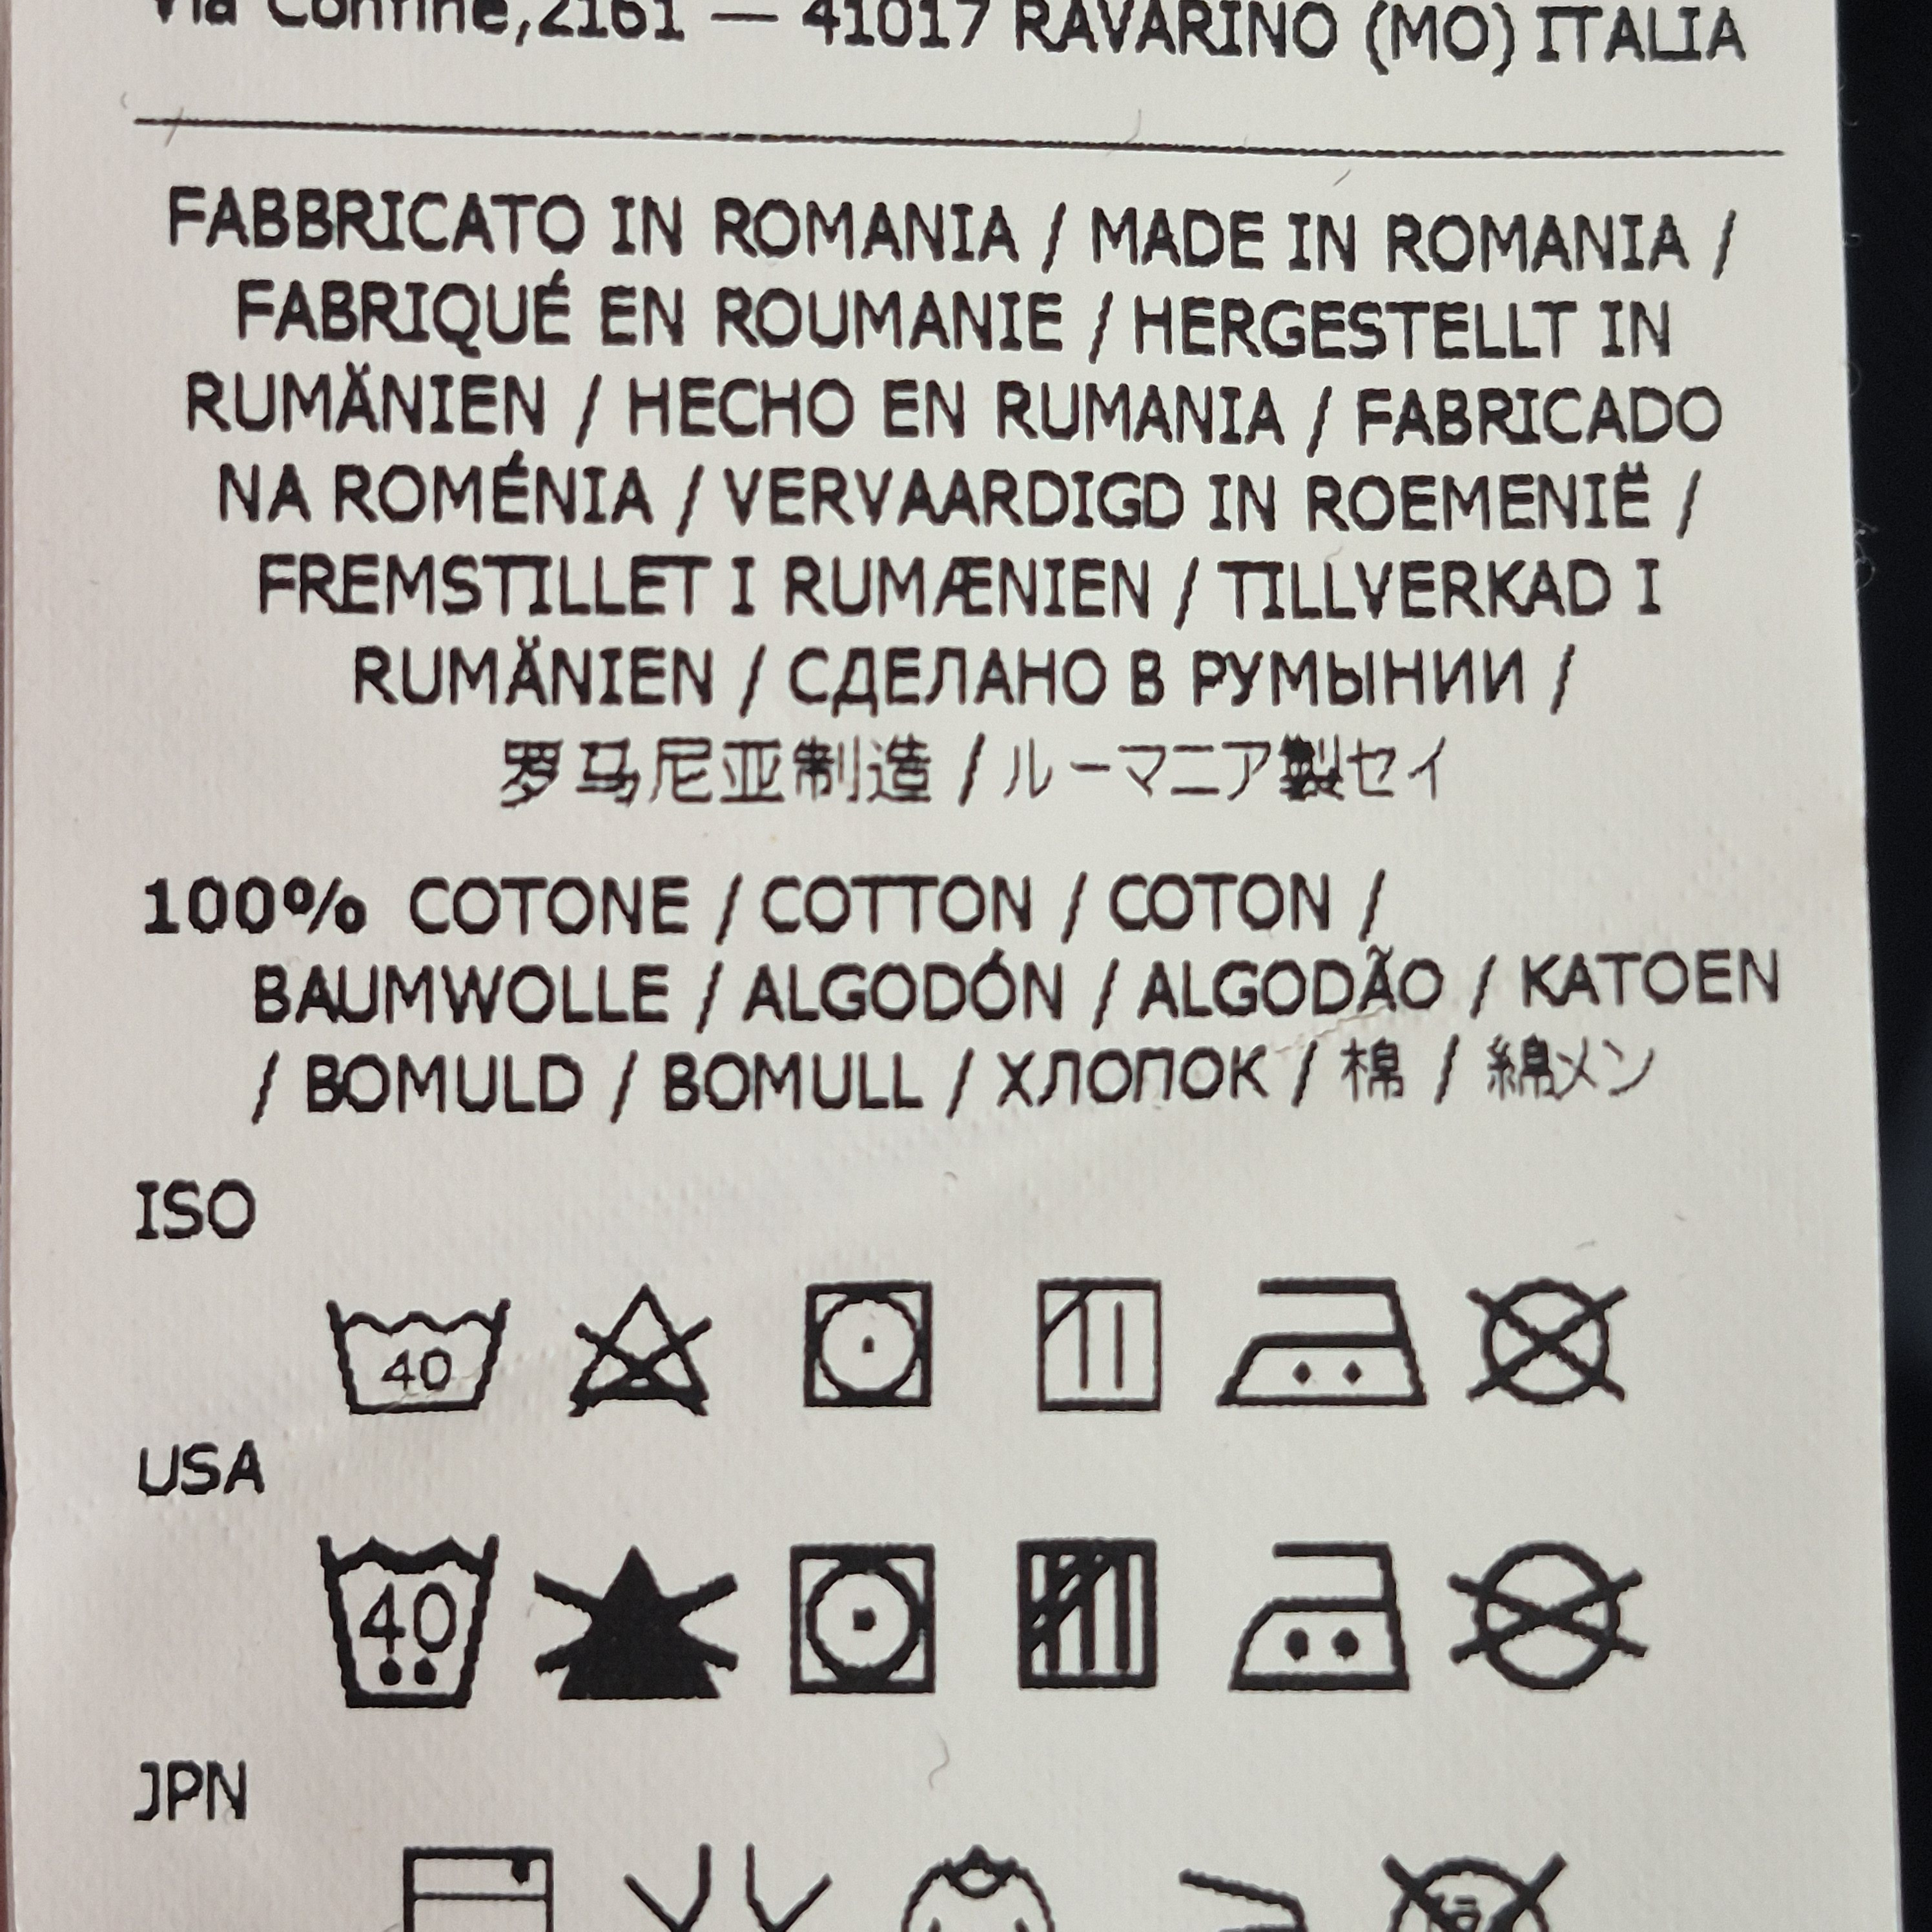 Via Confine,2161 — 41017 RAVARINO (MO) ITALIA
FABBRICATO IN ROMANIA / MADE IN ROMANIA /
FABRIQUÉ EN ROUMANIE / HERGESTELLT IN
RUMÄNIEN / HECHO EN RUMANIA / FABRICADO
NA ROMÉNIA / VERVAARDIGD IN ROEMENIË /
FREMSTILLET I RUMÆNIEN / TILLVERKAD I
RUMÄNIEN / СДЕЛАНО В РУМЫНИИ /
罗马尼亚制造 / ルーマニア製セイ
100% COTONE / COTTON / COTON /
BAUMWOLLE / ALGODÓN / ALGODÃO / KATOEN
/ BOMULD / BOMULL / ХЛОПОК / 棉 / 綿メン
ISO
40
USA
40
JPN